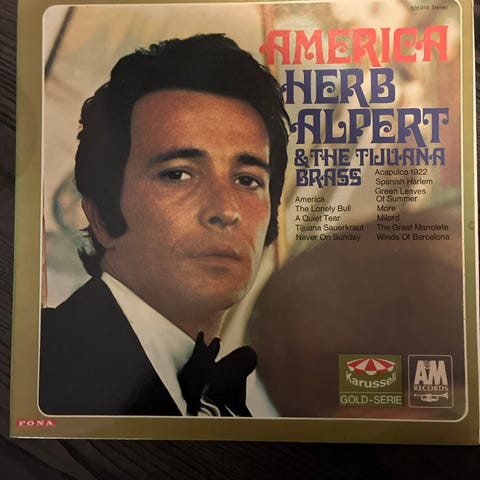 535 010 Stereo
AMERICA
HERB
ALPERT
& THE TIJUANA
BRASS
America
The Lonely Bull
A Quiet Tear
Tijuana Sauerkraut
Never On Sunday
Acapulco 1922
Spanish Harlem
Green Leaves
Of Summer
More
Milord
The Great Manolete
Winds Of Barcelona
Karussell
GOLD-SERIE
A&M
RECORDS
FONA